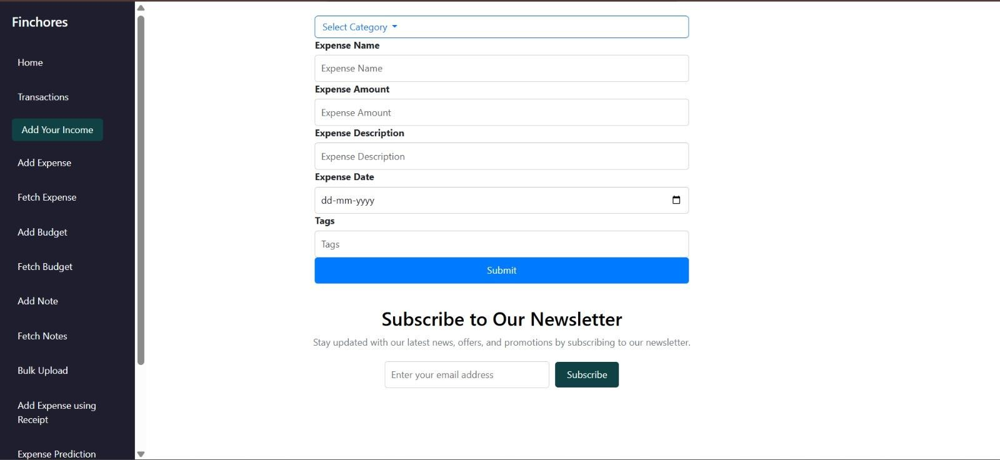 Finchores
Home
Transactions
Add Your Income
Add Expense
Fetch Expense
Add Budget
Fetch Budget
Add Note
Fetch Notes
Bulk Upload
Add Expense using
Receipt
Expense Prediction
Select Category
Expense Name
Expense Name
Expense Amount
Expense Amount
Expense Description
Expense Description
Expense Date
dd-mm-yyyy
Tags
Tags
Submit
Subscribe to Our Newsletter
Stay updated with our latest news, offers, and promotions by subscribing to our newsletter.
Enter your email address
Subscribe